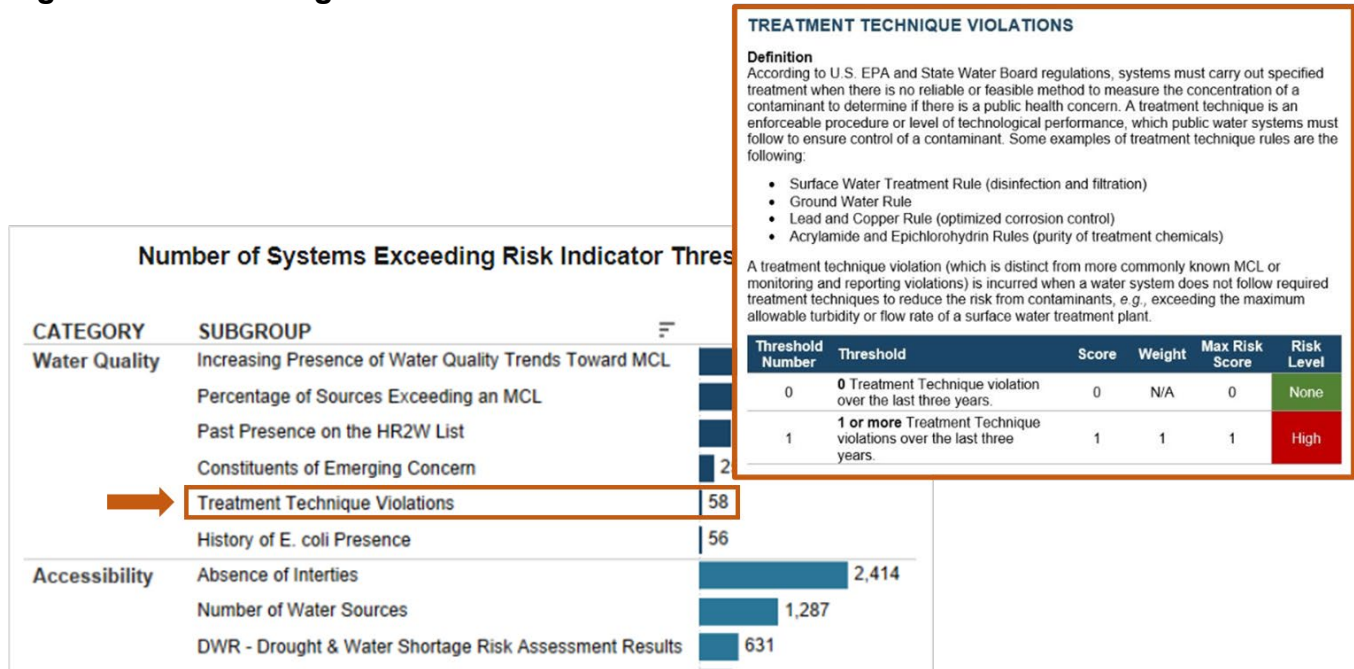 TREATMENT TECHNIQUE VIOLATIONS
Definition
According to U.S. EPA and State Water Board regulations, systems must carry out specified
treatment when there is no reliable or feasible method to measure the concentration of a
contaminant to determine if there is a public health concern. A treatment technique is an
enforceable procedure or level of technological performance, which public water systems must
follow to ensure control of a contaminant. Some examples of treatment technique rules are the
following:
• Surface Water Treatment Rule (disinfection and filtration)
• Ground Water Rule
• Lead and Copper Rule (optimized corrosion control)
• Acrylamide and Epichlorohydrin Rules (purity of treatment chemicals)
A treatment technique violation (which is distinct from more commonly known MCL or
monitoring and reporting violations) is incurred when a water system does not follow required
treatment techniques to reduce the risk from contaminants, e.g., exceeding the maximum
allowable turbidity or flow rate of a surface water treatment plant.
Threshold Number Threshold Score Weight Max Risk Score Risk Level
0 0 Treatment Technique violation over the last three years. 0 N/A 0 None
1 1 or more Treatment Technique violations over the last three years. 1 1 1 High
Number of Systems Exceeding Risk Indicator Thres
CATEGORY SUBGROUP
Water Quality Increasing Presence of Water Quality Trends Toward MCL
Percentage of Sources Exceeding an MCL
Past Presence on the HR2W List
Constituents of Emerging Concern 2
Treatment Technique Violations 58
History of E. coli Presence 56
Accessibility Absence of Interties 2,414
Number of Water Sources 1,287
DWR - Drought & Water Shortage Risk Assessment Results 631